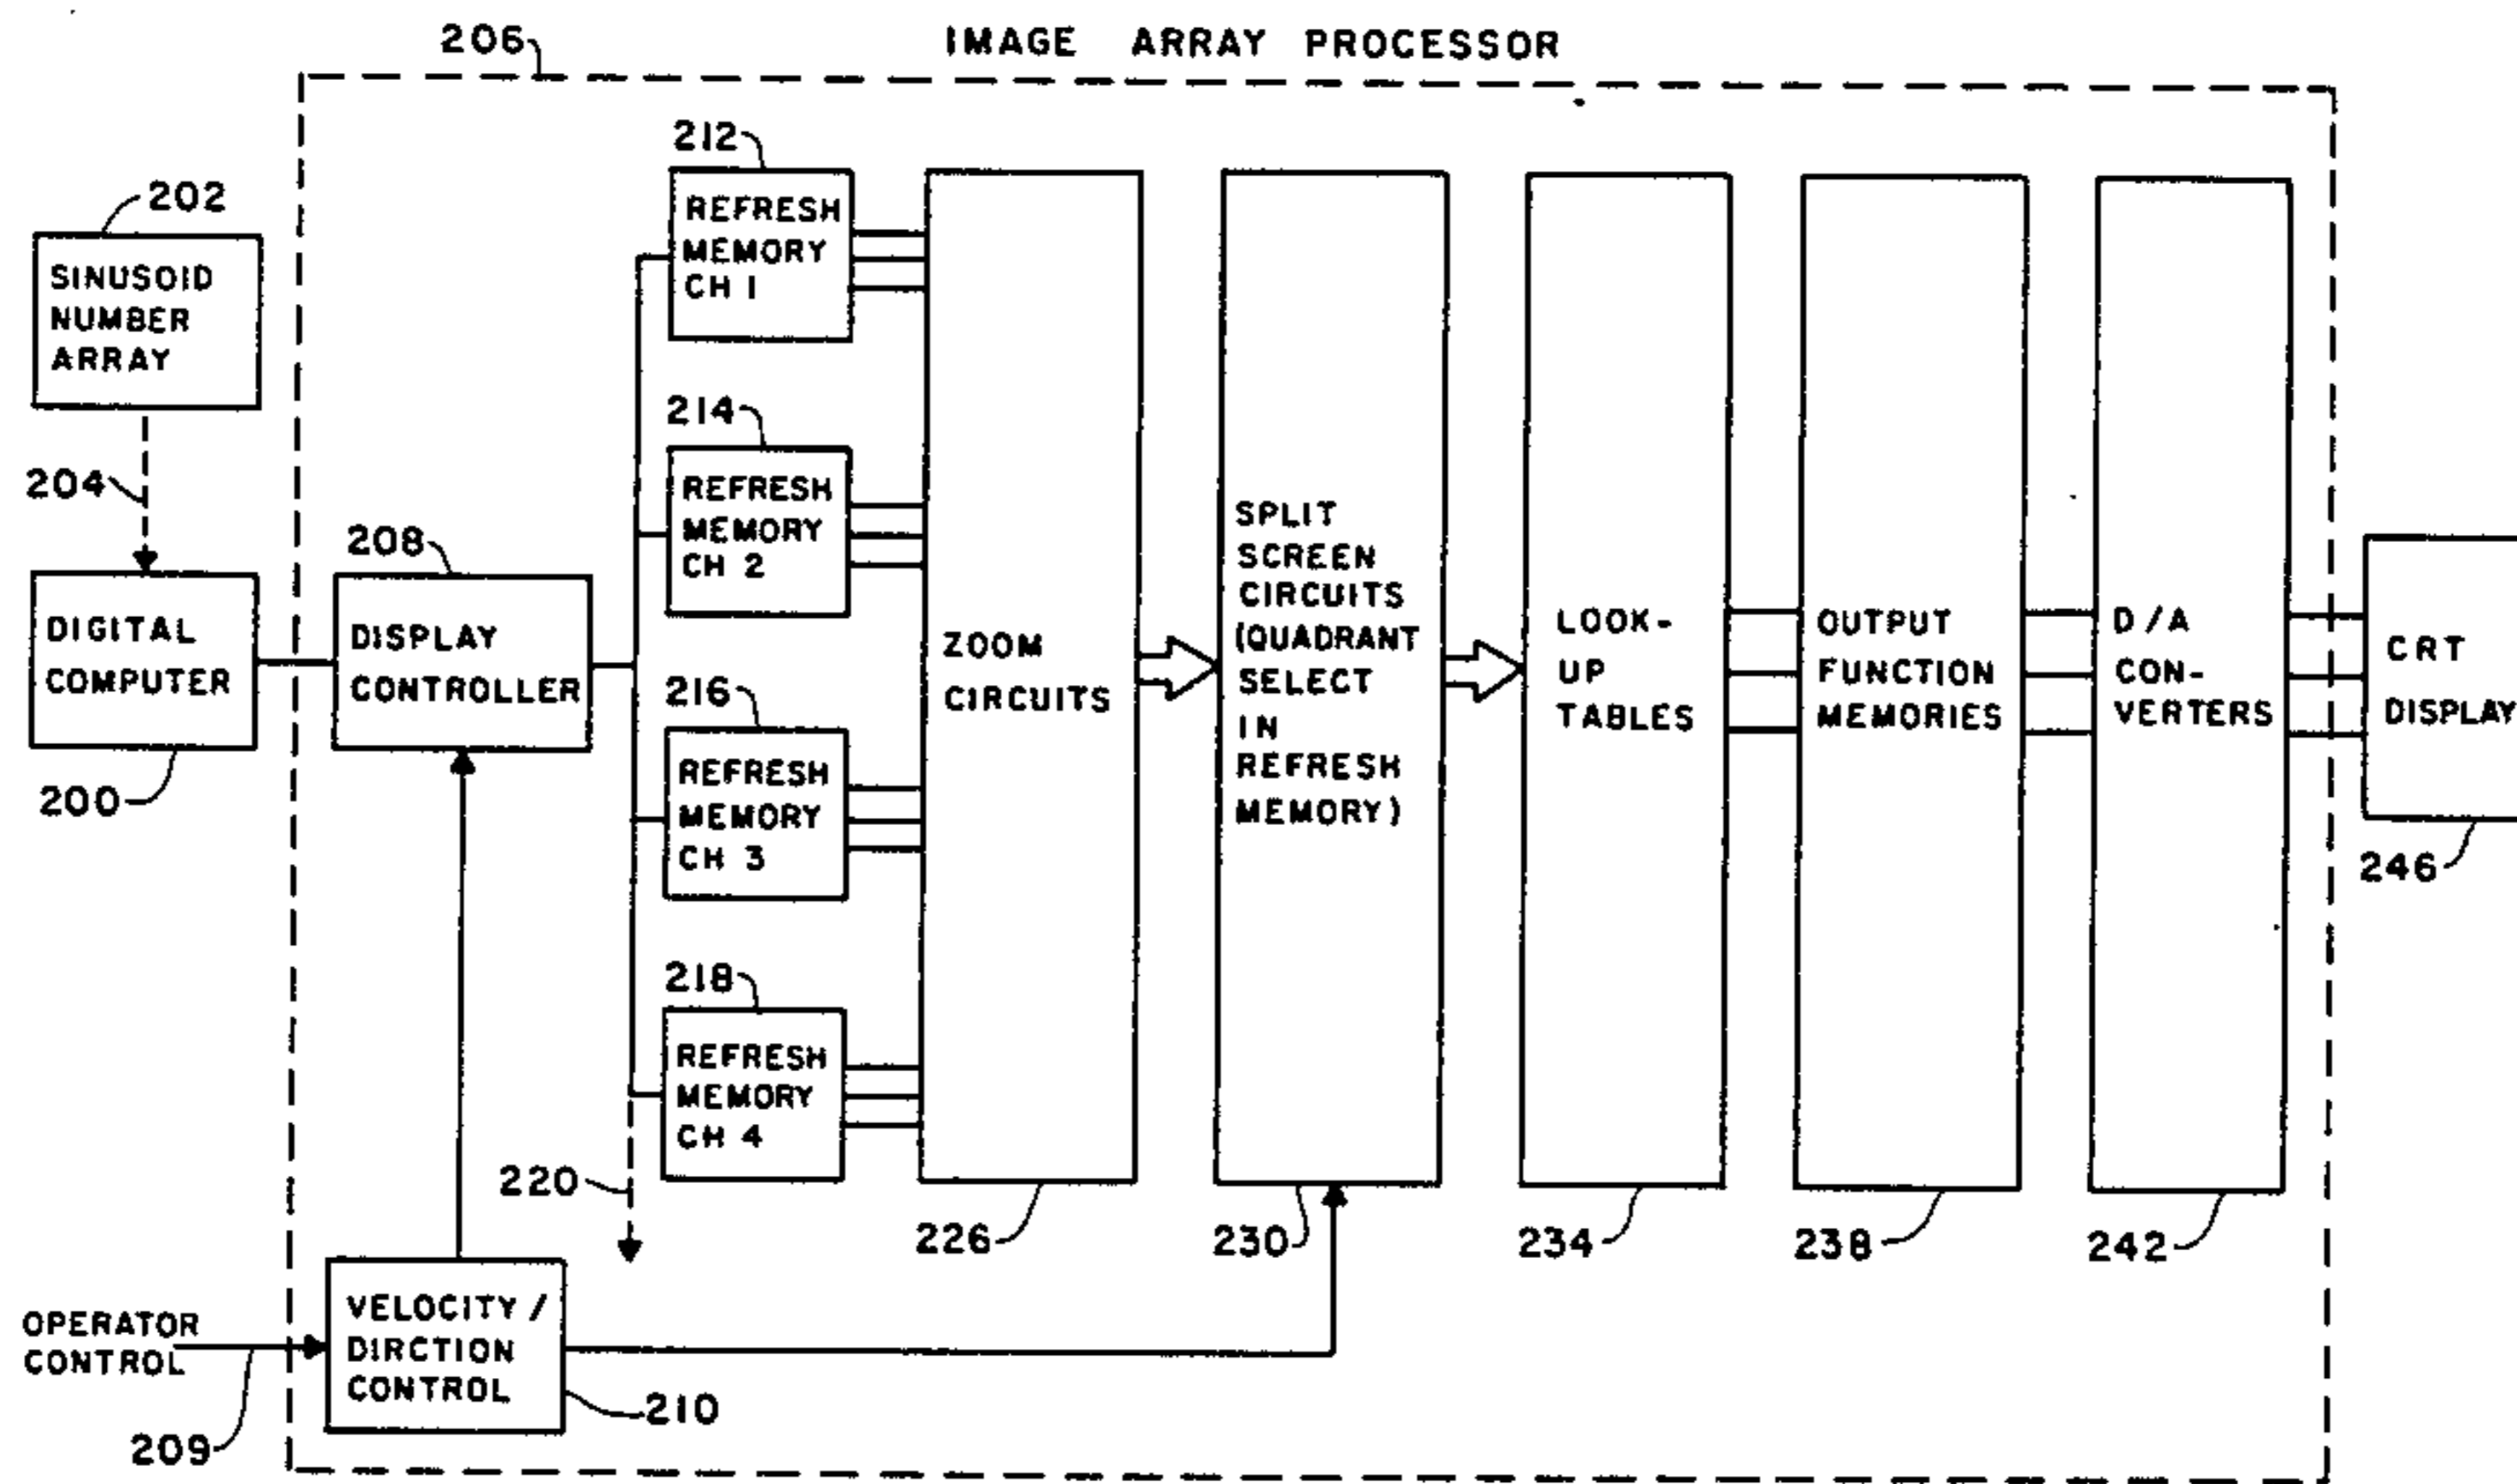 206
IMAGE ARRAY PROCESSOR
202
SINUSOID
NUMBER
ARRAY
204
DIGITAL
COMPUTER
200
208
DISPLAY
CONTROLLER
212
REFRESH
MEMORY
CH 1
214
REFRESH
MEMORY
CH 2
216
REFRESH
MEMORY
CH 3
218
REFRESH
MEMORY
CH 4
220
OPERATOR
CONTROL
209
VELOCITY /
DIRCTION
CONTROL
210
ZOOM
CIRCUITS
226
SPLIT
SCREEN
CIRCUITS
(QUADRANT
SELECT
IN
REFRESH
MEMORY)
230
LOOK-
UP
TABLES
234
OUTPUT
FUNCTION
MEMORIES
238
D/A
CON-
VERTERS
242
CRT
DISPLAY
246